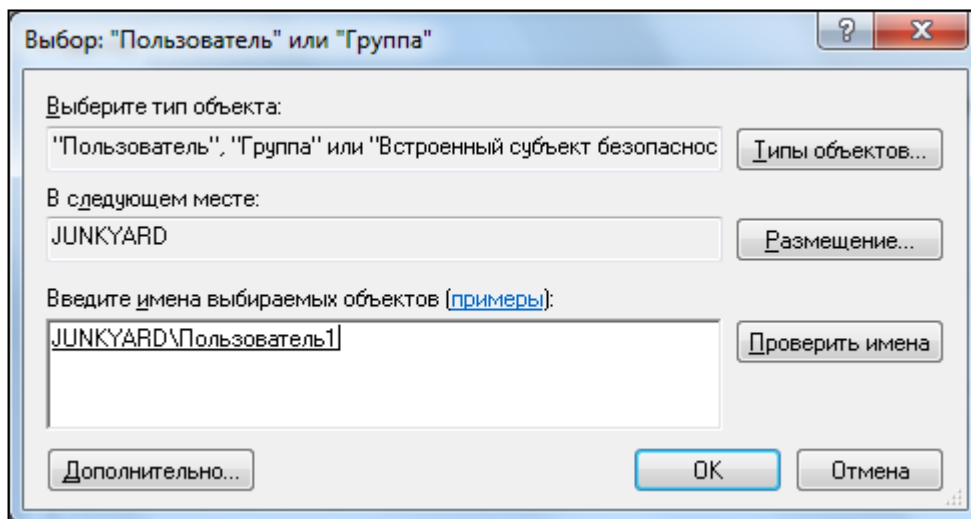 Выбор: "Пользователь" или "Группа"
Выберите тип объекта:
"Пользователь", "Группа" или "Встроенный субъект безопаснос
Типы объектов...
В следующем месте:
JUNKYARD
Размещение...
Введите имена выбираемых объектов (примеры):
JUNKYARD\Пользователь1
Проверить имена
Дополнительно...
ОК
Отмена